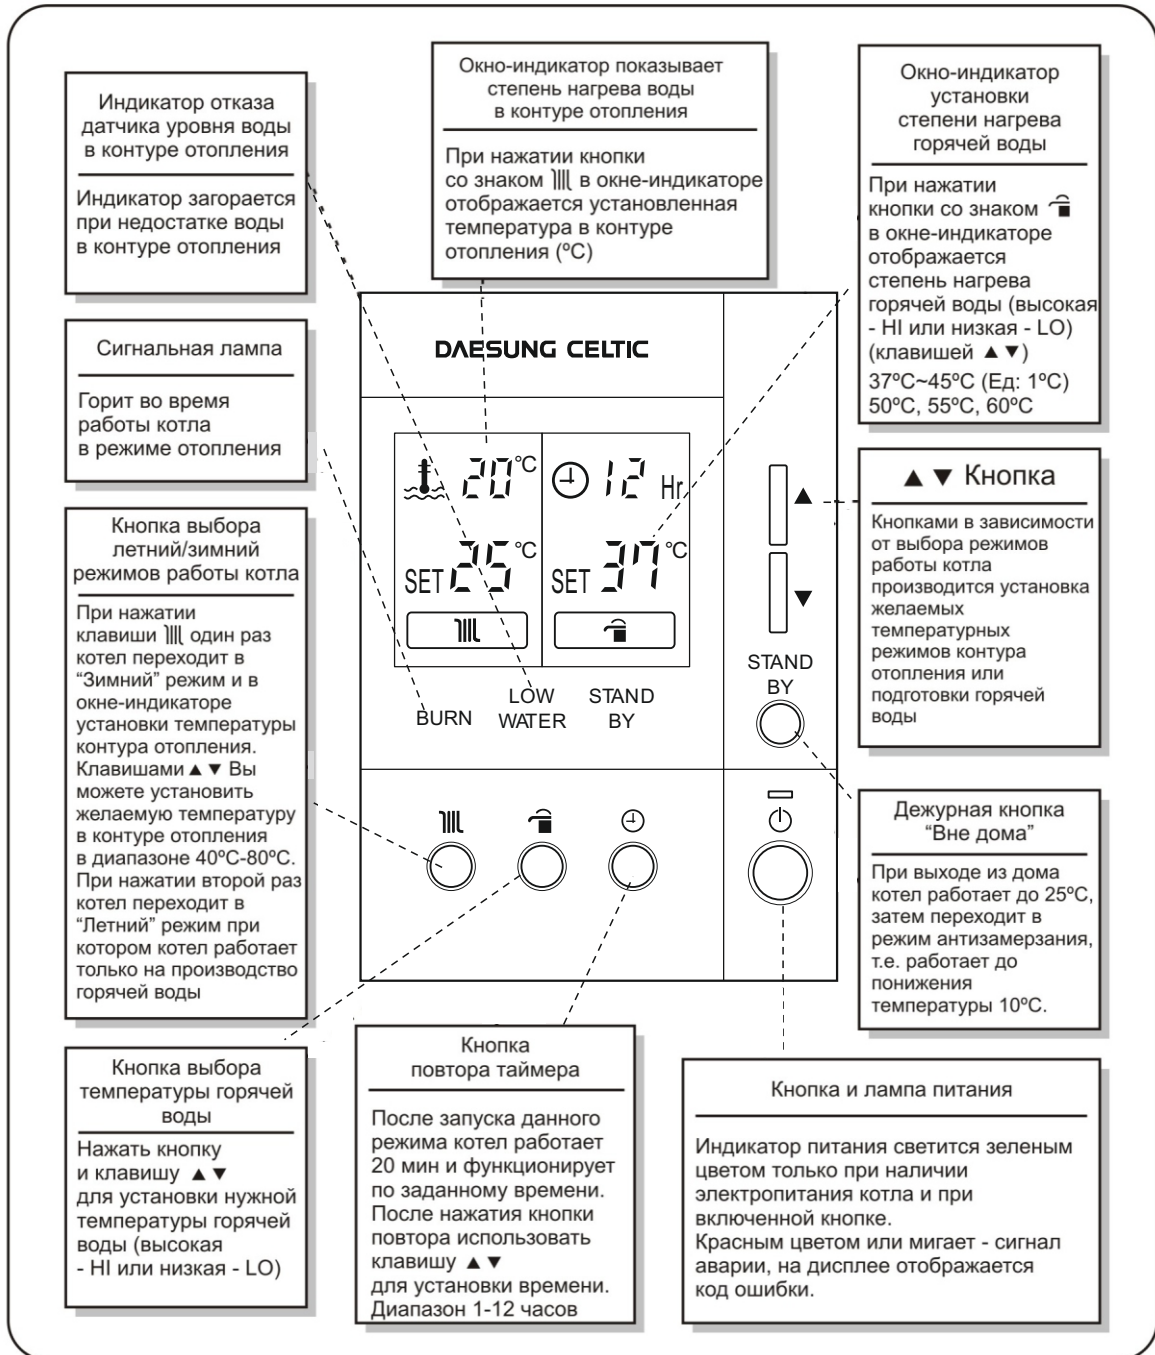 Индикатор отказа
датчика уровня воды
в контуре отопления
Индикатор загорается
при недостатке воды
в контуре отопления
Окно-индикатор показывает
степень нагрева воды
в контуре отопления
При нажатии кнопки
со знаком в окне-индикаторе
отображается установленная
температура в контуре
отопления (ºC)
Окно-индикатор
установки
степени нагрева
горячей воды
При нажатии
кнопки со знаком
в окне-индикаторе
отображается
степень нагрева
горячей воды (высокая
- HI или низкая - LO)
(клавишей ▲ ▼)
37ºC~45ºC (Ед: 1ºC)
50ºC, 55ºC, 60ºC
Сигнальная лампа
Горит во время
работы котла
в режиме отопления
DAESUNG CELTIC
20°C
12 Hr
SET 25°C
SET 37°C
▲
▼
BURN
LOW
WATER
STAND
BY
STAND
BY
▲ ▼ Кнопка
Кнопками в зависимости
от выбора режимов
работы котла
производится установка
желаемых
температурных
режимов контура
отопления или
подготовки горячей
воды
Кнопка выбора
летний/зимний
режимов работы котла
При нажатии
клавиши один раз
котел переходит в
“Зимний” режим и в
окне-индикаторе
установки температуры
контура отопления.
Клавишами ▲ ▼ Вы
можете установить
желаемую температуру
в контуре отопления
в диапазоне 40ºC-80ºC.
При нажатии второй раз
котел переходит в
“Летний” режим при
котором котел работает
только на производство
горячей воды
Дежурная кнопка
“Вне дома”
При выходе из дома
котел работает до 25ºC,
затем переходит в
режим антизамерзания,
т.е. работает до
понижения
температуры 10ºC.
Кнопка выбора
температуры горячей
воды
Нажать кнопку
и клавишу ▲ ▼
для установки нужной
температуры горячей
воды (высокая
- HI или низкая - LO)
Кнопка
повтора таймера
После запуска данного
режима котел работает
20 мин и функционирует
по заданному времени.
После нажатия кнопки
повтора использовать
клавишу ▲ ▼
для установки времени.
Диапазон 1-12 часов
Кнопка и лампа питания
Индикатор питания светится зеленым
цветом только при наличии
электропитания котла и при
включенной кнопке.
Красным цветом или мигает - сигнал
аварии, на дисплее отображается
код ошибки.